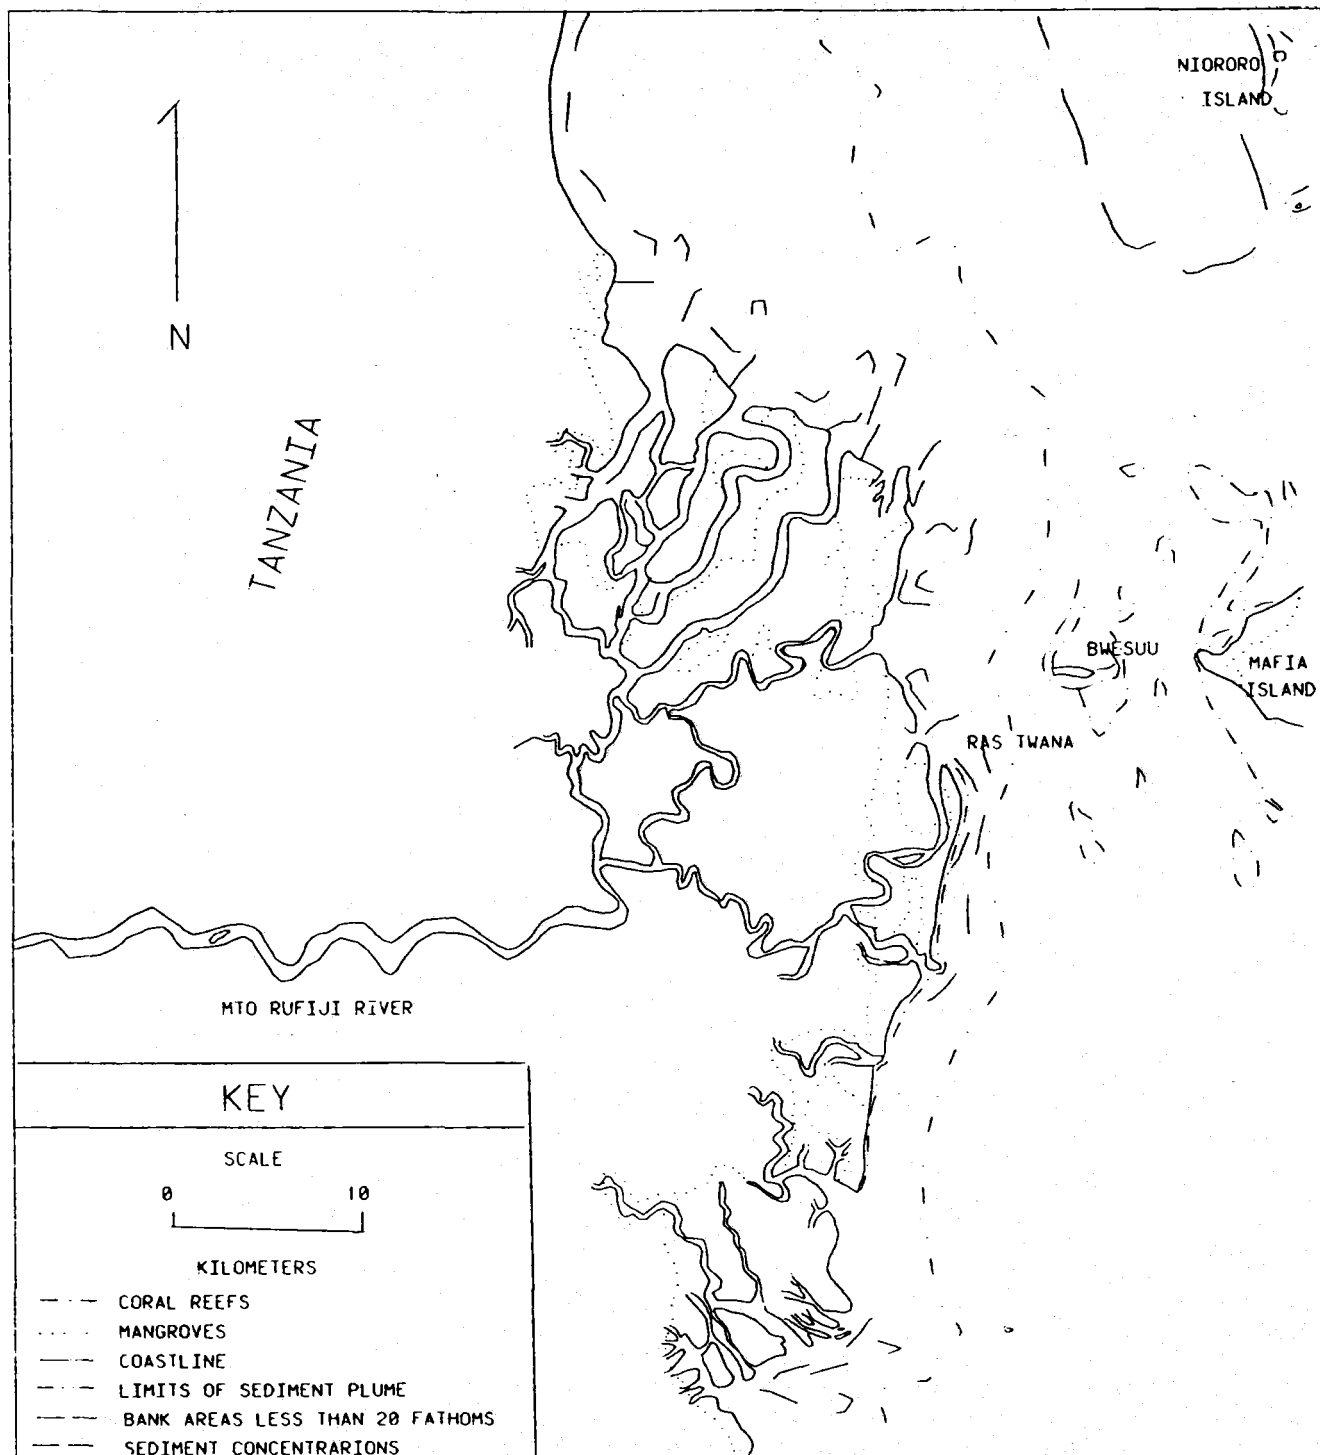 NIORORO
ISLAND
N
TANZANIA
BWESUU
MAFIA
ISLAND
RAS TWANA
MTO RUFIJI RIVER
KEY
SCALE
0 10
KILOMETERS
CORAL REEFS
MANGROVES
COASTLINE
LIMITS OF SEDIMENT PLUME
BANK AREAS LESS THAN 20 FATHOMS
SEDIMENT CONCENTRARIONS